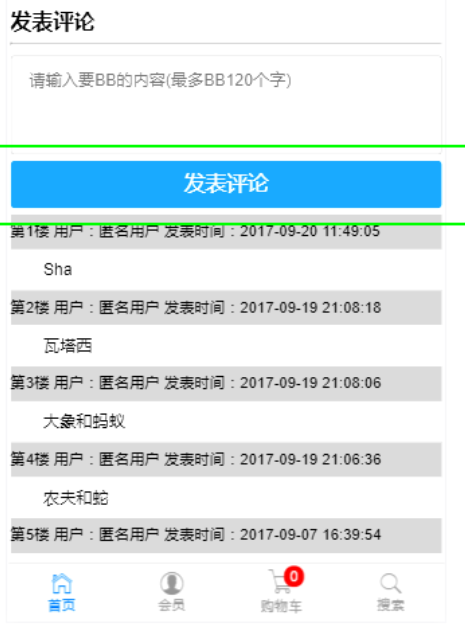 发表评论
请输入要BB的内容(最多BB120个字)
发表评论
第1楼 用户：匿名用户 发表时间：2017-09-20 11:49:05
Sha
第2楼 用户：匿名用户 发表时间：2017-09-19 21:08:18
瓦塔西
第3楼 用户：匿名用户 发表时间：2017-09-19 21:08:06
大象和蚂蚁
第4楼 用户：匿名用户 发表时间：2017-09-19 21:06:36
农夫和蛇
第5楼 用户：匿名用户 发表时间：2017-09-07 16:39:54
0
首页 会员 购物车 搜索